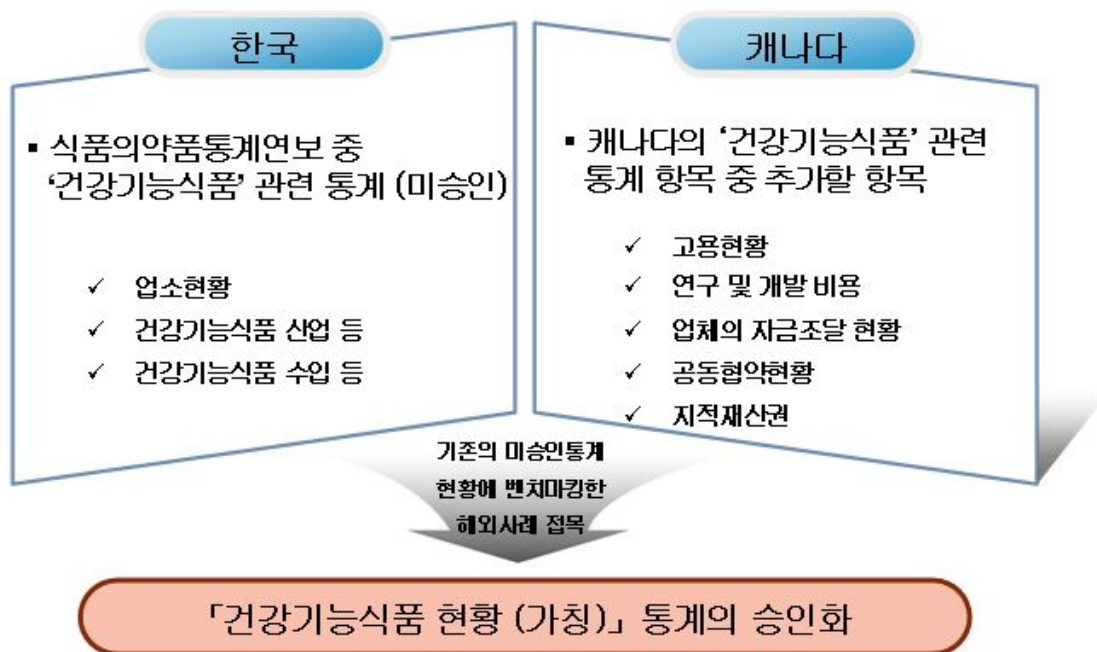 한국
▪ 식품의약품통계연보 중
‘건강기능식품’ 관련 통계 (미승인)
✓ 업소현황
✓ 건강기능식품 산업 등
✓ 건강기능식품 수입 등
캐나다
▪ 캐나다의 ‘건강기능식품’ 관련
통계 항목 중 추가할 항목
✓ 고용현황
✓ 연구 및 개발 비용
✓ 업체의 자금조달 현황
✓ 공동협약현황
✓ 지적재산권
기존의 미승인통계
현황에 벤치마킹한
해외사례 접목
「건강기능식품 현황 (가칭)」 통계의 승인화